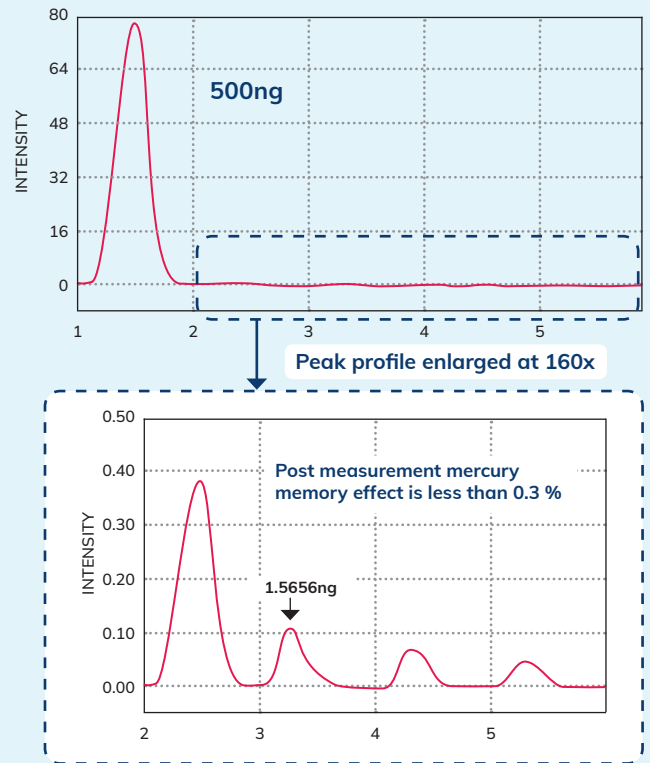 80
64
48
32
16
0
INTENSITY
500ng
1 2 3 4 5
Peak profile enlarged at 160x
0.50
0.40
0.30
0.20
0.10
0.00
INTENSITY
Post measurement mercury
memory effect is less than 0.3 %
1.5656ng
2 3 4 5